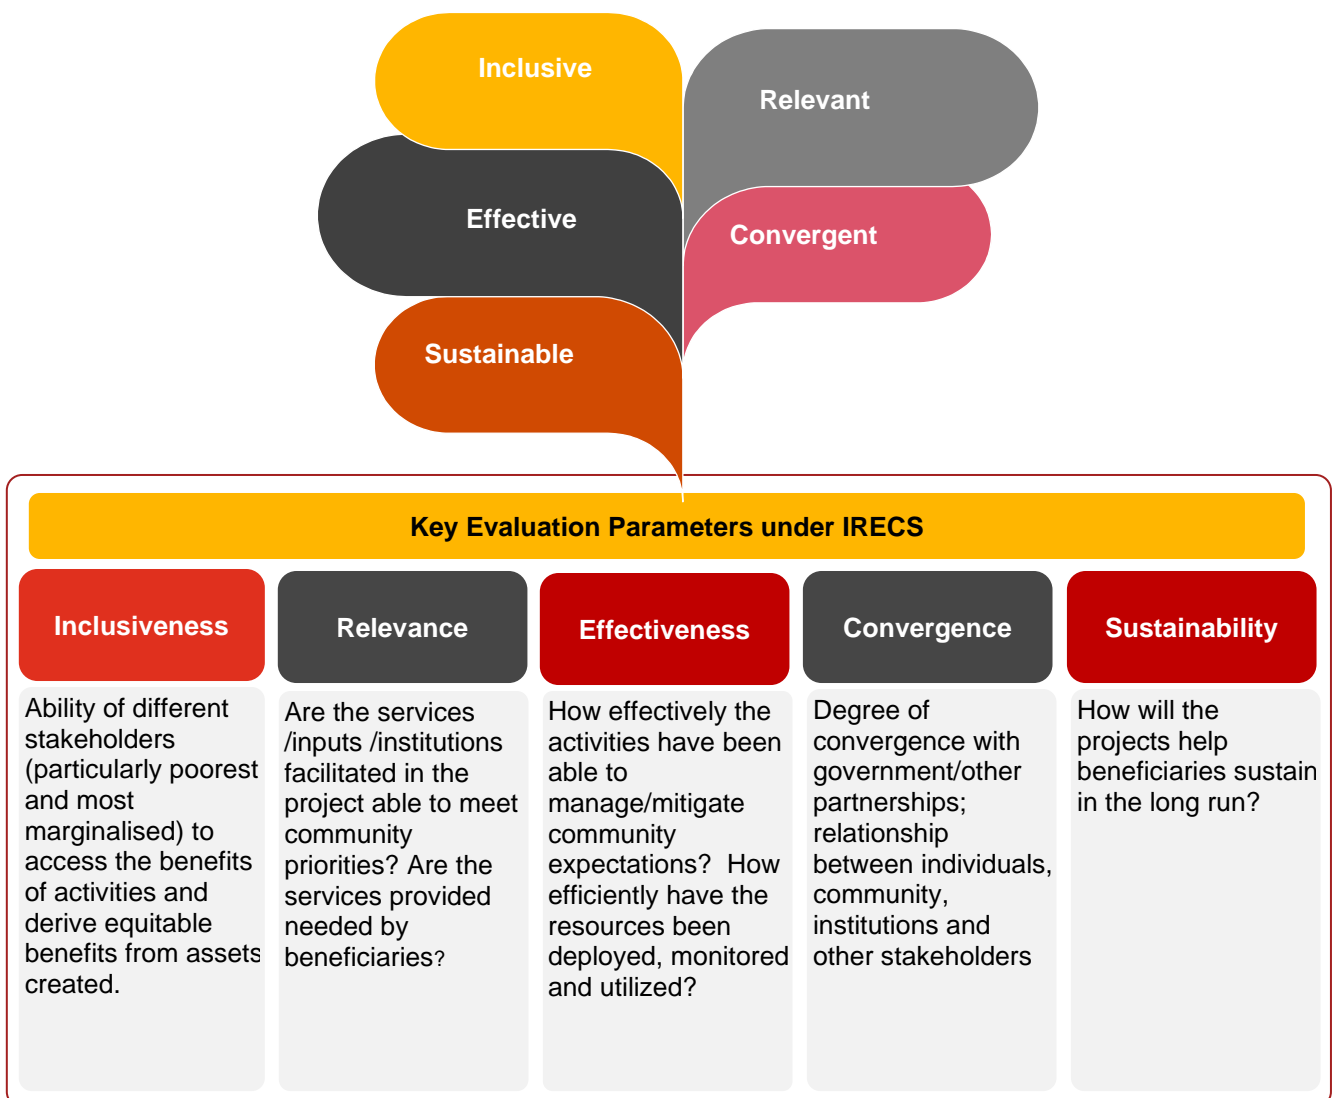 Inclusive
Relevant
Effective
Convergent
Sustainable
Key Evaluation Parameters under IRECS
Inclusiveness
Ability of different
stakeholders
(particularly poorest
and most
marginalised) to
access the benefits
of activities and
derive equitable
benefits from assets
created.
Relevance
Are the services
/inputs /institutions
facilitated in the
project able to meet
community
priorities? Are the
services provided
needed by
beneficiaries?
Effectiveness
How effectively the
activities have been
able to
manage/mitigate
community
expectations?  How
efficiently have the
resources been
deployed, monitored
and utilized?
Convergence
Degree of
convergence with
government/other
partnerships;
relationship
between individuals,
community,
institutions and
other stakeholders
Sustainability
How will the
projects help
beneficiaries sustain
in the long run?